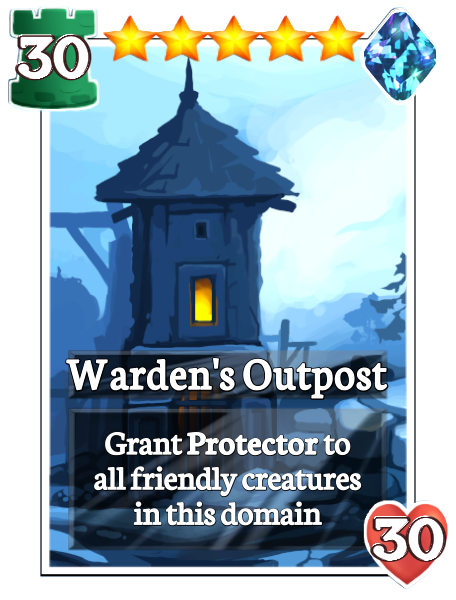 30
Warden's Outpost
Grant Protector to
all friendly creatures
in this domain
30